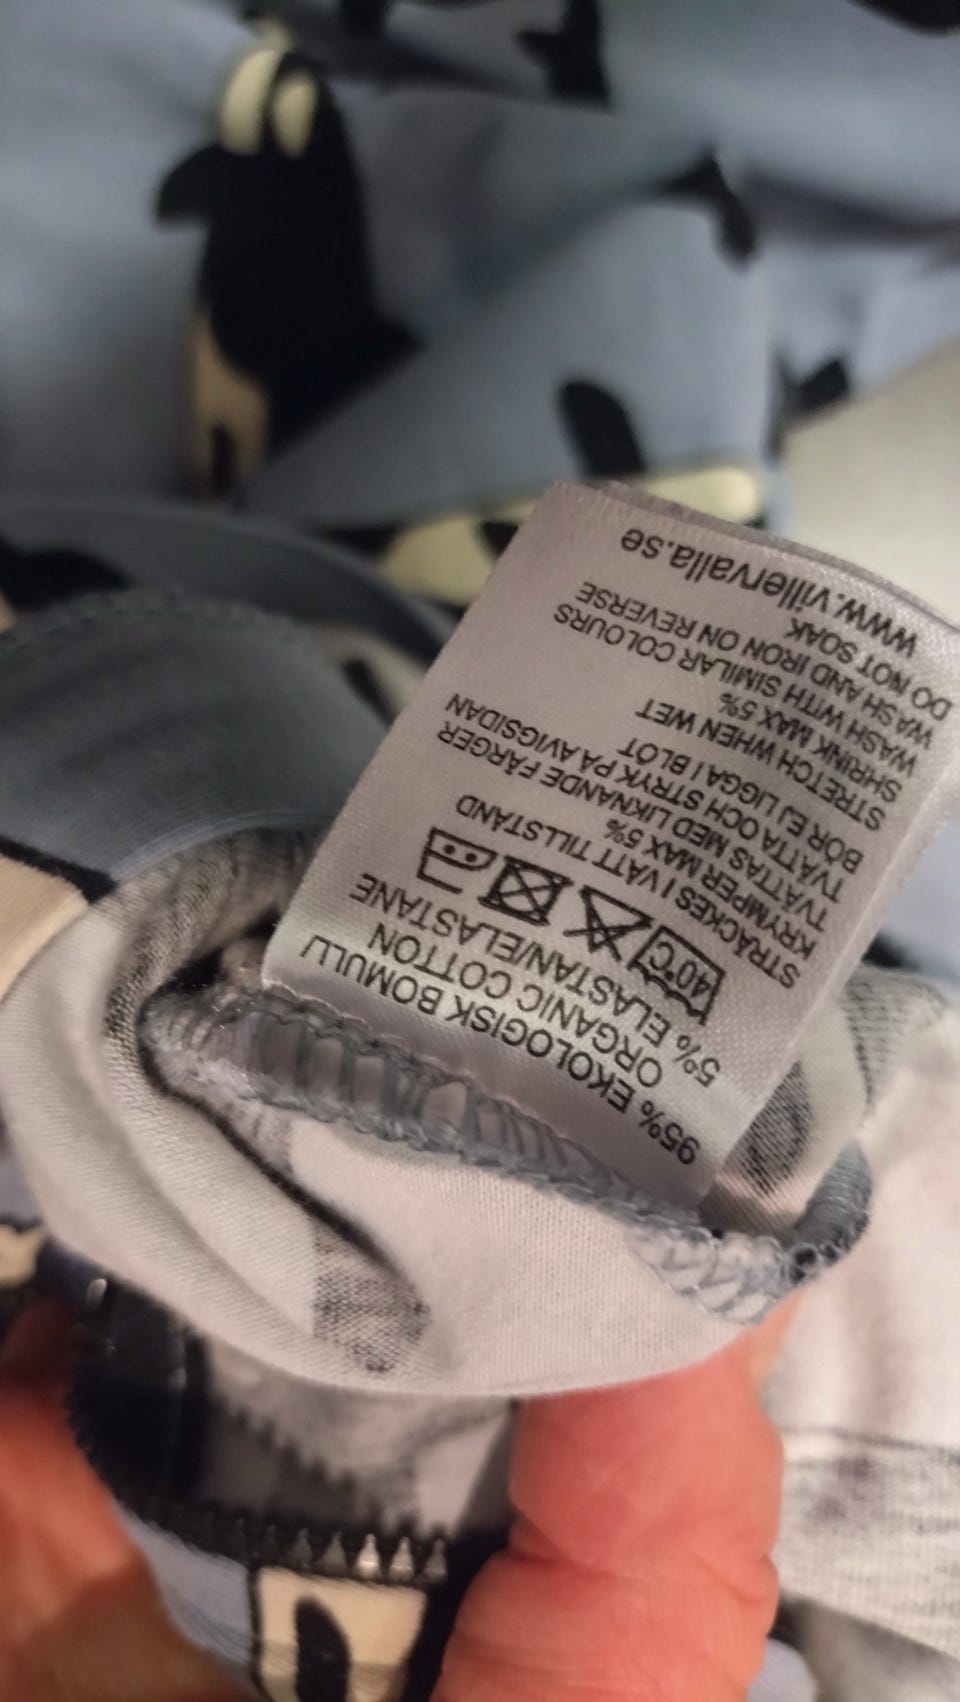 95% EKOLOGISK BOMULL/
ORGANIC COTTON
5% ELASTAN/ELASTANE
40°C
STRÄCKES I VÅTT TILLSTÅND
KRYMPER MAX 5%
TVÄTTAS MED LIKNANDE FÄRGER
TVÄTTA OCH STRYK PÅ AVIGSIDAN
BÖR EJ LIGGA I BLÖT
STRETCH WHEN WET
SHRINK MAX 5%
WASH WITH SIMILAR COLOURS
WASH AND IRON ON REVERSE
DO NOT SOAK
www.villervalla.se